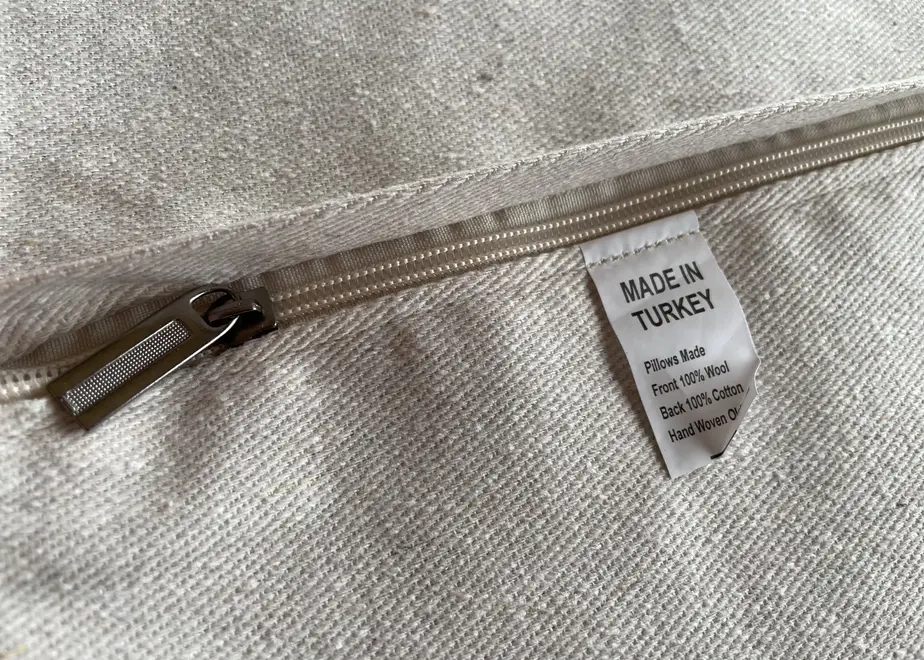 MADE IN
TURKEY
Pillows Made
Front 100% Wool
Back 100% Cotton
Hand Woven